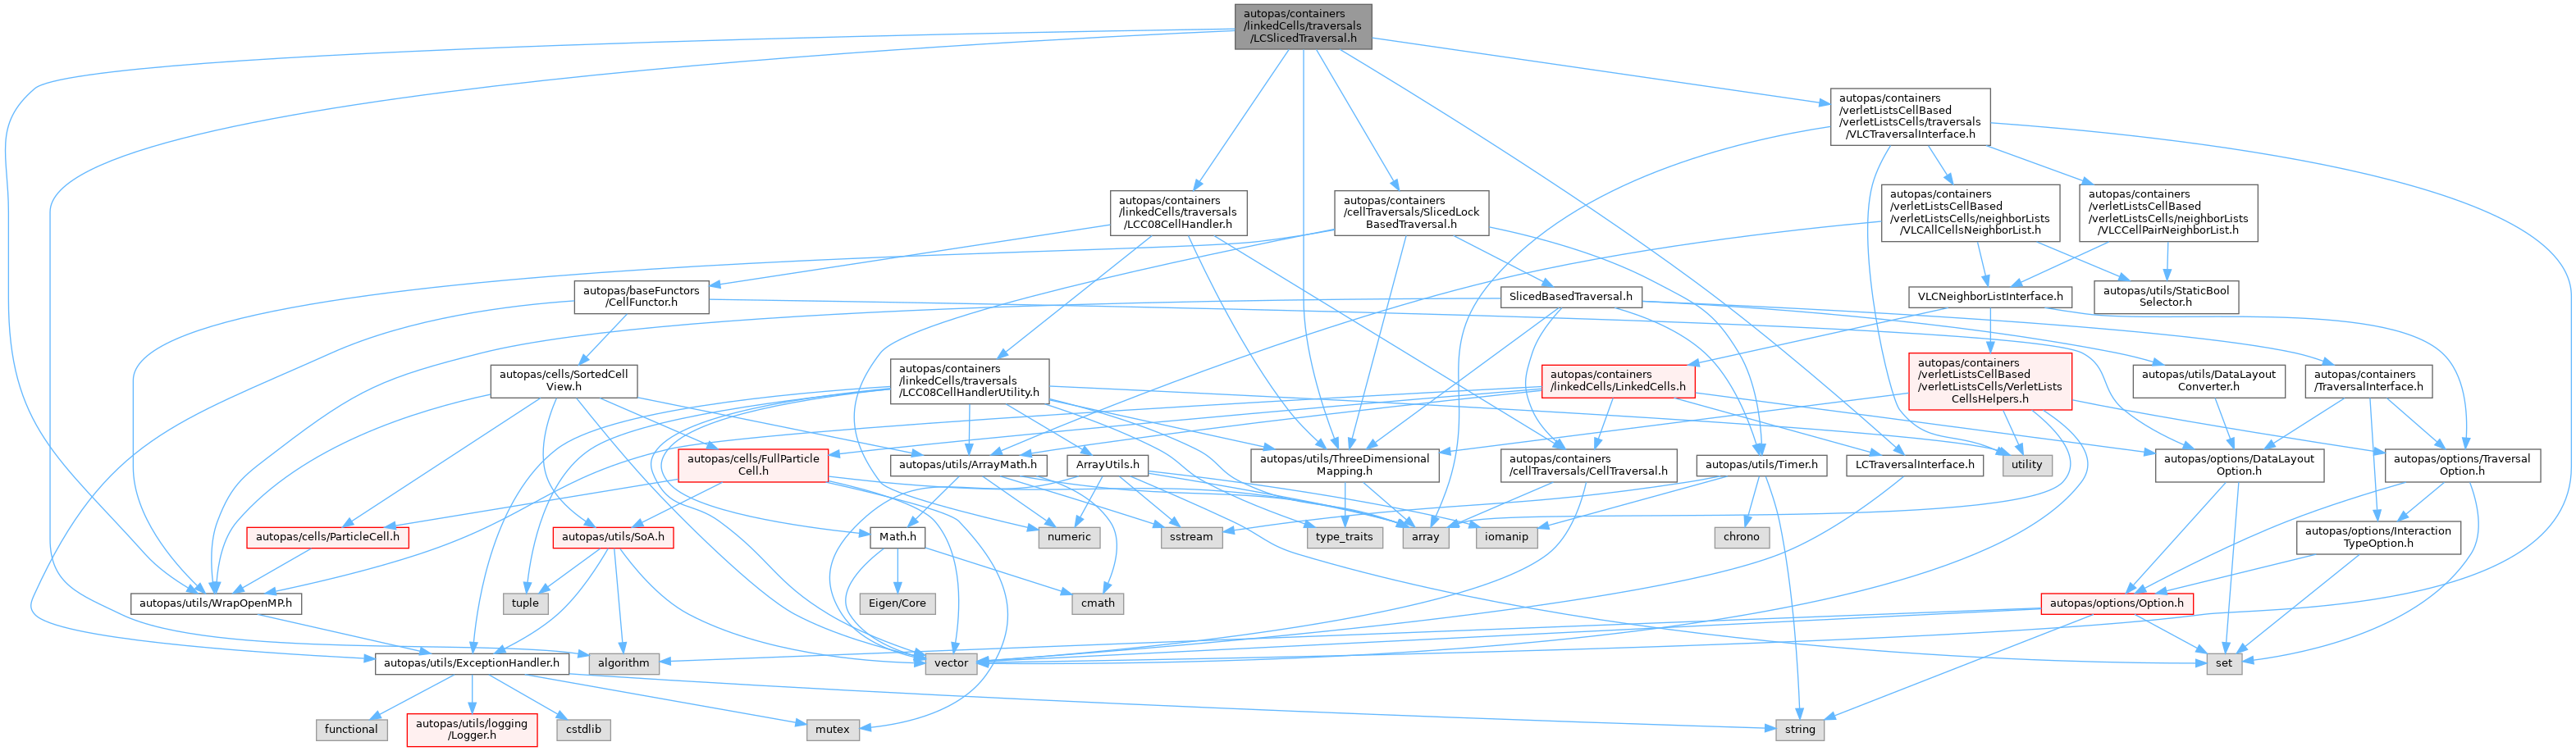 autopas/containers
/linkedCells/traversals
/LCSlicedTraversal.h
autopas/containers
/verletListsCellBased
/verletListsCells/traversals
/VLCTraversalInterface.h
autopas/containers
/linkedCells/traversals
/LCC08CellHandler.h
autopas/containers
/cellTraversals/SlicedLock
BasedTraversal.h
autopas/containers
/verletListsCellBased
/verletListsCells/neighborLists
/VLCAllCellsNeighborList.h
autopas/containers
/verletListsCellBased
/verletListsCells/neighborLists
/VLCCellPairNeighborList.h
autopas/baseFunctors
/CellFunctor.h
SlicedBasedTraversal.h
VLCNeighborListInterface.h
autopas/utils/StaticBool
Selector.h
autopas/cells/SortedCell
View.h
autopas/containers
/linkedCells/traversals
/LCC08CellHandlerUtility.h
autopas/containers
/linkedCells/LinkedCells.h
autopas/containers
/verletListsCellBased
/verletListsCells/VerletLists
CellsHelpers.h
autopas/utils/DataLayout
Converter.h
autopas/containers
/TraversalInterface.h
autopas/cells/FullParticle
Cell.h
autopas/utils/ArrayMath.h
ArrayUtils.h
autopas/utils/ThreeDimensional
Mapping.h
autopas/containers
/cellTraversals/CellTraversal.h
autopas/utils/Timer.h
LCTraversalInterface.h
utility
autopas/options/DataLayout
Option.h
autopas/options/Traversal
Option.h
autopas/cells/ParticleCell.h
autopas/utils/SoA.h
Math.h
numeric
sstream
type_traits
array
iomanip
chrono
autopas/options/Interaction
TypeOption.h
autopas/utils/WrapOpenMP.h
tuple
Eigen/Core
cmath
autopas/options/Option.h
autopas/utils/ExceptionHandler.h
algorithm
vector
set
functional
autopas/utils/logging
/Logger.h
cstdlib
mutex
string